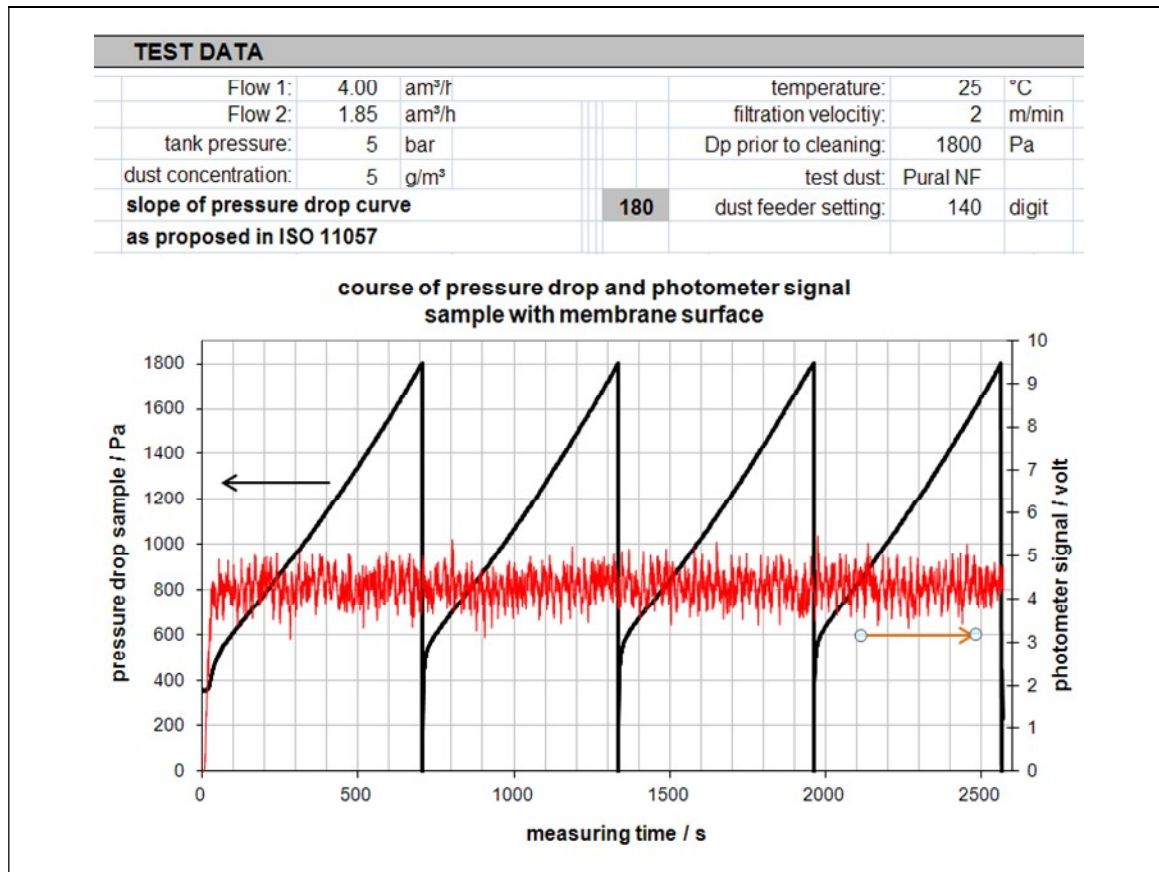 TEST DATA
Flow 1: 4.00 am³/h temperature: 25 °C
Flow 2: 1.85 am³/h filtration velocitiy: 2 m/min
tank pressure: 5 bar Dp prior to cleaning: 1800 Pa
dust concentration: 5 g/m³ test dust: Pural NF
slope of pressure drop curve 180 dust feeder setting: 140 digit
as proposed in ISO 11057
course of pressure drop and photometer signal
sample with membrane surface
pressure drop sample / Pa
1800
1600
1400
1200
1000
800
600
400
200
0
10
9
8
7
6
5
4
3
2
1
0
photometer signal / volt
0 500 1000 1500 2000 2500
measuring time / s